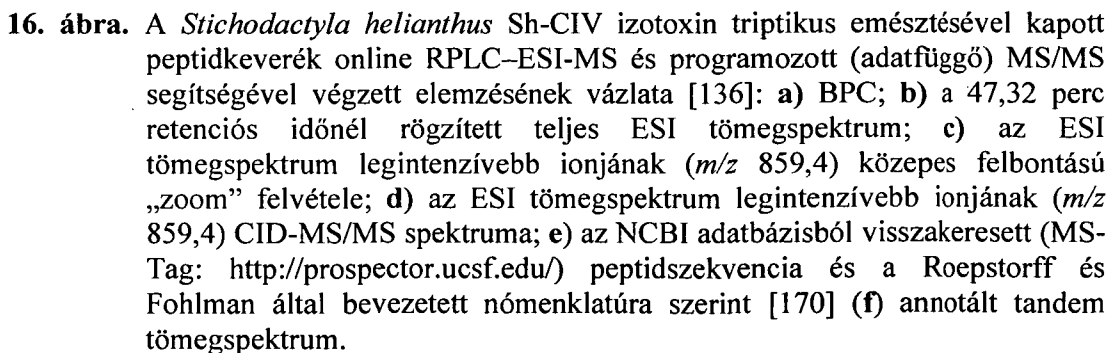 16. ábra. A Stichodactyla helianthus Sh-CIV izotoxin triptikus emésztésével kapott
peptidkeverék online RPLC–ESI-MS és programozott (adatfüggő) MS/MS
segítségével végzett elemzésének vázlata [136]: a) BPC; b) a 47,32 perc
retenciós időnél rögzített teljes ESI tömegspektrum; c) az ESI
tömegspektrum legintenzívebb ionjának (m/z 859,4) közepes felbontású
„zoom” felvétele; d) az ESI tömegspektrum legintenzívebb ionjának (m/z
859,4) CID-MS/MS spektruma; e) az NCBI adatbázisból visszakeresett (MS-
Tag: http://prospector.ucsf.edu/) peptidszekvencia és a Roepstorff és
Fohlman által bevezetett nómenklatúra szerint [170] (f) annotált tandem
tömegspektrum.